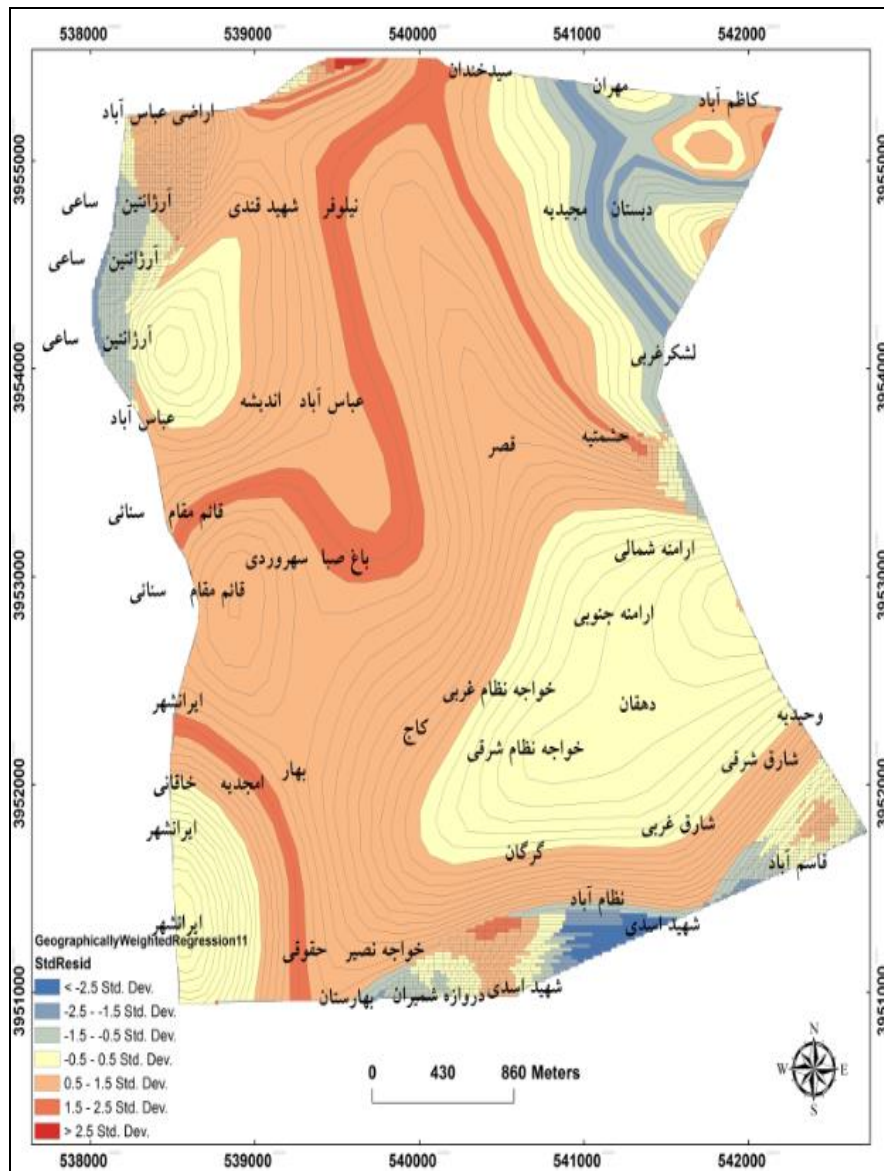 538000 539000 540000 541000 542000
سیدخندان
مهران
کاظم آباد
اراضی عباس آباد
3955000 3955000
ساعی آرژانتین شهید قندی نیلوفر مجیدیه دبستان
ساعی آرژانتین
ساعی آرژانتین
لشکرغربی
3954000 3954000
عباس آباد اندیشه عباس آباد
حشمتیه
قصر
سنائی قائم مقام
باغ صبا سهروردی
ارامنه شمالی
3953000 3953000
سنائی قائم مقام
ارامنه جنوبی
خواجه نظام غربی
دهقان
ایرانشهر
وحیدیه
کاج
خواجه نظام شرقی
شارق شرقی
بهار
3952000 3952000
خاقانی امجدیه
ایرانشهر
شارق غربی
گرگان
قاسم آباد
نظام آباد
ایرانشهر
شهید اسدی
حقوقی خواجه نصیر
3951000 3951000
بهارستان دروازه شمیران شهید اسدی
GeographicallyWeightedRegression11
StdResid
< -2.5 Std. Dev.
-2.5 - -1.5 Std. Dev.
-1.5 - -0.5 Std. Dev.
-0.5 - 0.5 Std. Dev.
0.5 - 1.5 Std. Dev.
1.5 - 2.5 Std. Dev.
> 2.5 Std. Dev.
0 430 860 Meters
N
W E
S
538000 539000 540000 541000 542000